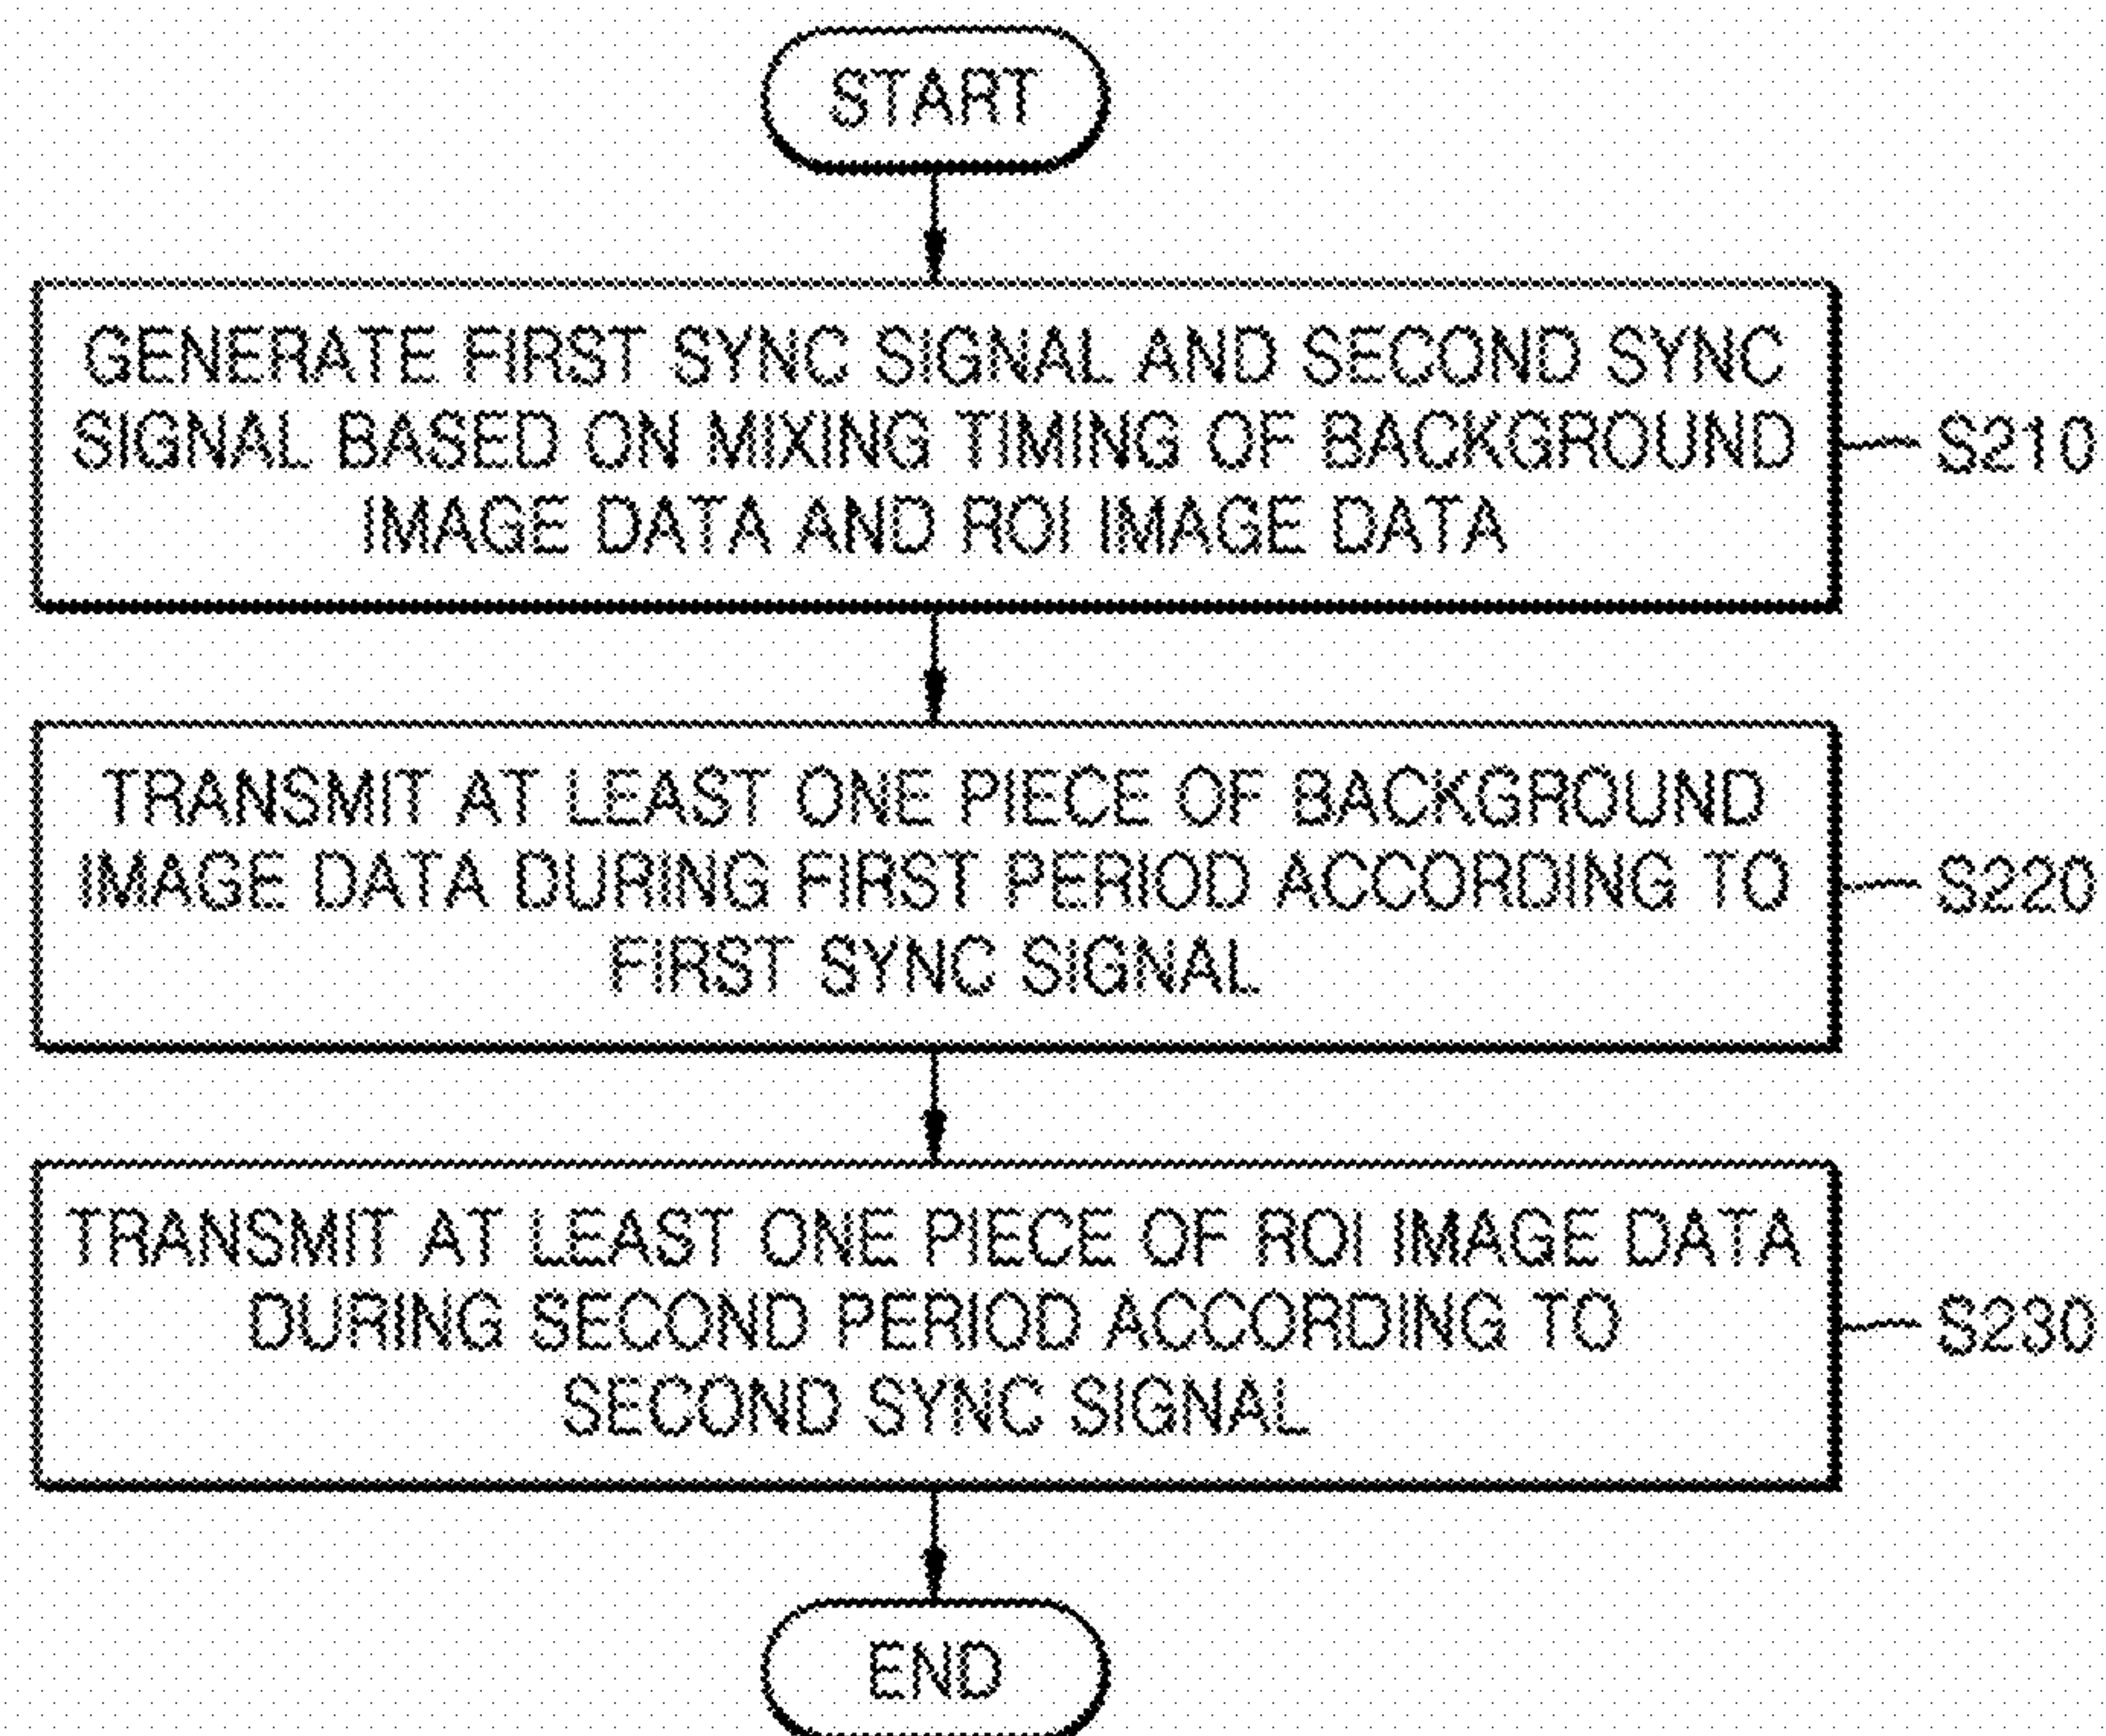 START
GENERATE FIRST SYNC SIGNAL AND SECOND SYNC
SIGNAL BASED ON MIXING TIMING OF BACKGROUND
IMAGE DATA AND ROI IMAGE DATA
S210
TRANSMIT AT LEAST ONE PIECE OF BACKGROUND
IMAGE DATA DURING FIRST PERIOD ACCORDING TO
FIRST SYNC SIGNAL
S220
TRANSMIT AT LEAST ONE PIECE OF ROI IMAGE DATA
DURING SECOND PERIOD ACCORDING TO
SECOND SYNC SIGNAL
S230
END